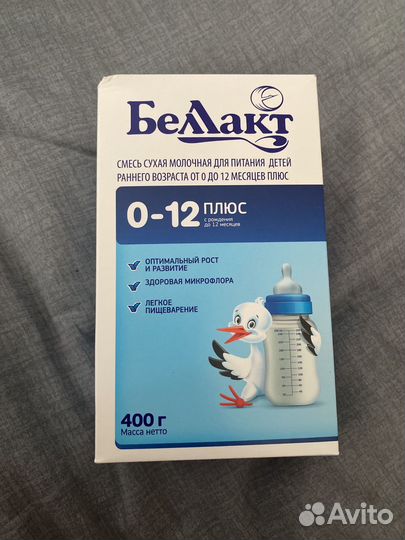 Беллакт
СМЕСЬ СУХАЯ МОЛОЧНАЯ ДЛЯ ПИТАНИЯ ДЕТЕЙ
РАННЕГО ВОЗРАСТА ОТ 0 ДО 12 МЕСЯЦЕВ ПЛЮС
0-12 ПЛЮС
с рождения
до 12 месяцев
ОПТИМАЛЬНЫЙ РОСТ
И РАЗВИТИЕ
ЗДОРОВАЯ МИКРОФЛОРА
ЛЕГКОЕ
ПИЩЕВАРЕНИЕ
400 г
Масса нетто
Avito